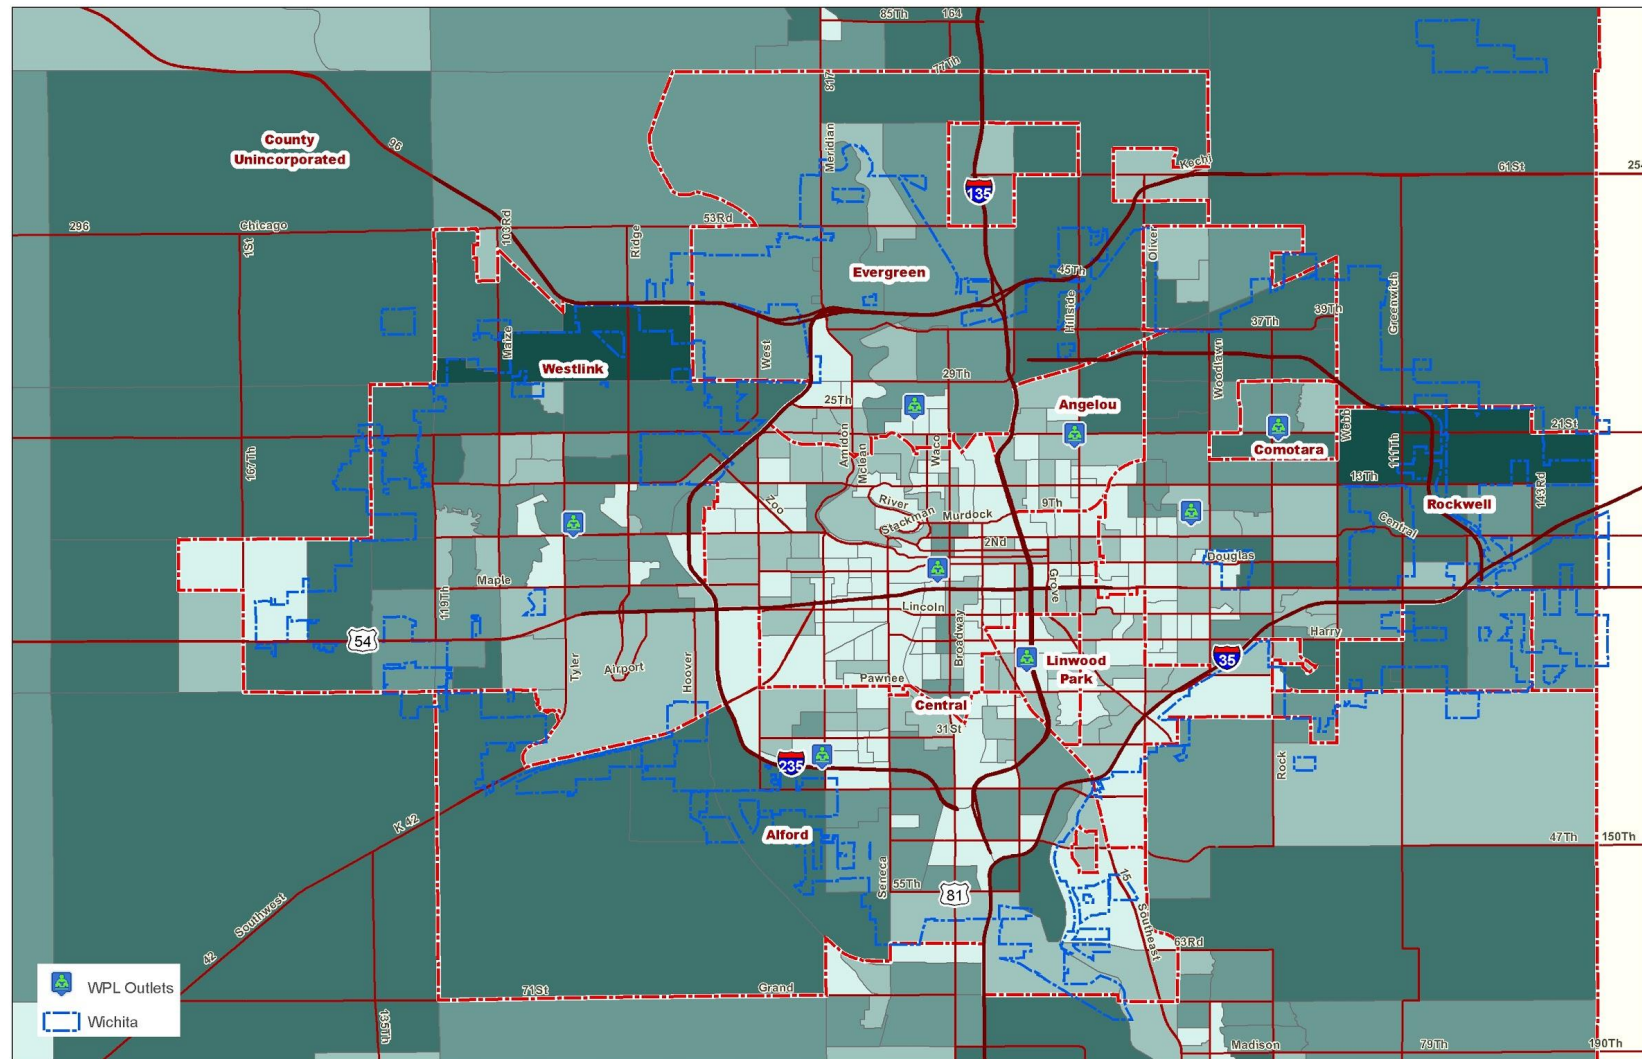 85Th
164
77Th
817
County
Unincorporated
96
Meridian
135
Kechi
61St
254
296
Chicago
1St
103Rd
Ridge
53Rd
Oliver
Evergreen
45Th
Hillside
Greenwich
39Th
37Th
Maize
Westlink
West
29Th
Woodlawn
25Th
Angelou
Amidon
Mclean
Waco
Webb
21St
Comotara
167Th
111Th
13Th
143Rd
Zoo
River
Stackman
Murdock
9Th
Rockwell
Central
2Nd
Douglas
Maple
119Th
Grove
Lincoln
Broadway
54
Harry
35
Tyler
Airport
Hoover
Pawnee
Linwood
Park
Central
31St
Rock
235
K 42
Alford
47Th
150Th
Seneca
55Th
81
15
Southeast
Southwest
63Rd
42
WPL Outlets
71St
Grand
135Th
Wichita
Madison
79Th
190Th